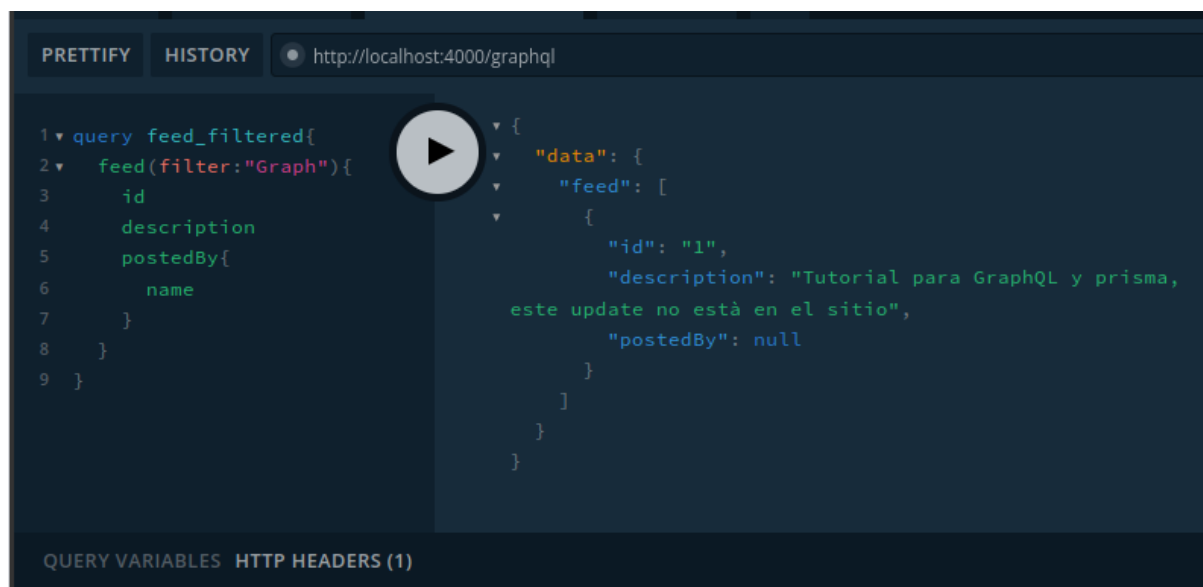 PRETTIFY HISTORY http://localhost:4000/graphql
1 query feed_filtered{
2 feed(filter:"Graph"){
3 id
4 description
5 postedBy{
6 name
7 }
8 }
9 }
{
"data": {
"feed": [
{
"id": "1",
"description": "Tutorial para GraphQL y prisma,
este update no està en el sitio",
"postedBy": null
}
]
}
}
QUERY VARIABLES HTTP HEADERS (1)